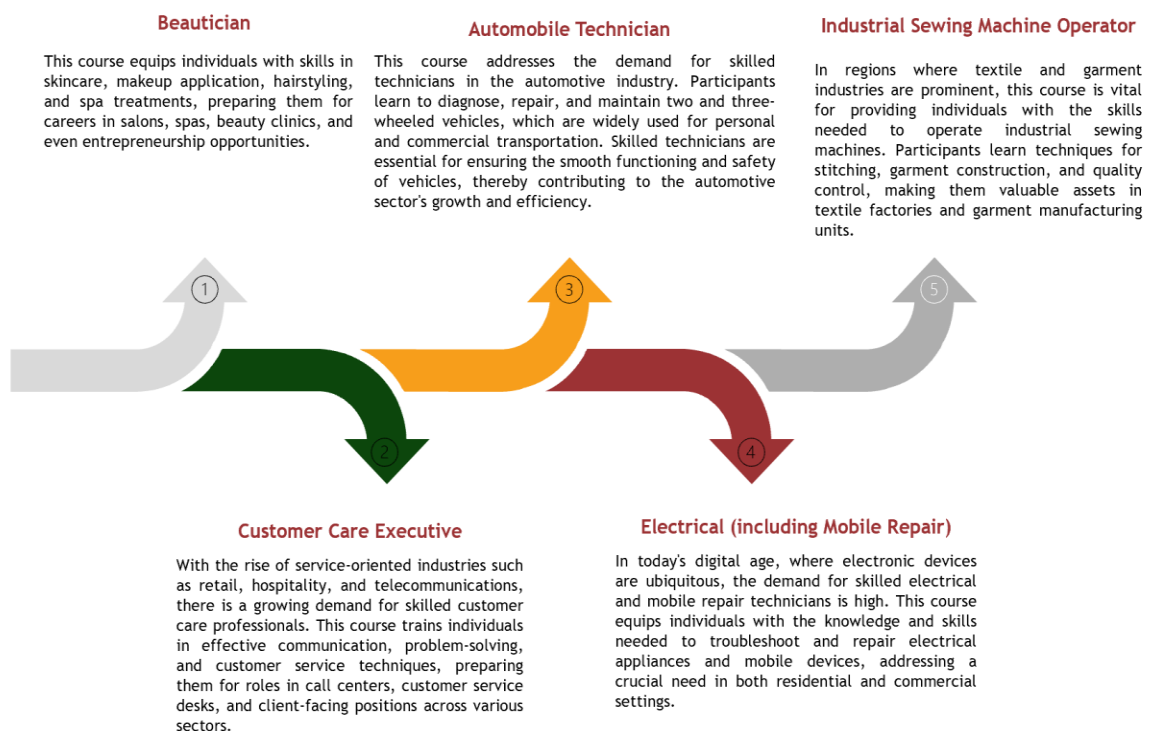 Beautician
This course equips individuals with skills in
skincare, makeup application, hairstyling,
and spa treatments, preparing them for
careers in salons, spas, beauty clinics, and
even entrepreneurship opportunities.
Automobile Technician
This course addresses the demand for skilled
technicians in the automotive industry. Participants
learn to diagnose, repair, and maintain two and three-
wheeled vehicles, which are widely used for personal
and commercial transportation. Skilled technicians are
essential for ensuring the smooth functioning and safety
of vehicles, thereby contributing to the automotive
sector's growth and efficiency.
Industrial Sewing Machine Operator
In regions where textile and garment
industries are prominent, this course is vital
for providing individuals with the skills
needed to operate industrial sewing
machines. Participants learn techniques for
stitching, garment construction, and quality
control, making them valuable assets in
textile factories and garment manufacturing
units.
1
3
5
2
4
Customer Care Executive
With the rise of service-oriented industries such
as retail, hospitality, and telecommunications,
there is a growing demand for skilled customer
care professionals. This course trains individuals
in effective communication, problem-solving,
and customer service techniques, preparing
them for roles in call centers, customer service
desks, and client-facing positions across various
sectors.
Electrical (including Mobile Repair)
In today's digital age, where electronic devices
are ubiquitous, the demand for skilled electrical
and mobile repair technicians is high. This course
equips individuals with the knowledge and skills
needed to troubleshoot and repair electrical
appliances and mobile devices, addressing a
crucial need in both residential and commercial
settings.